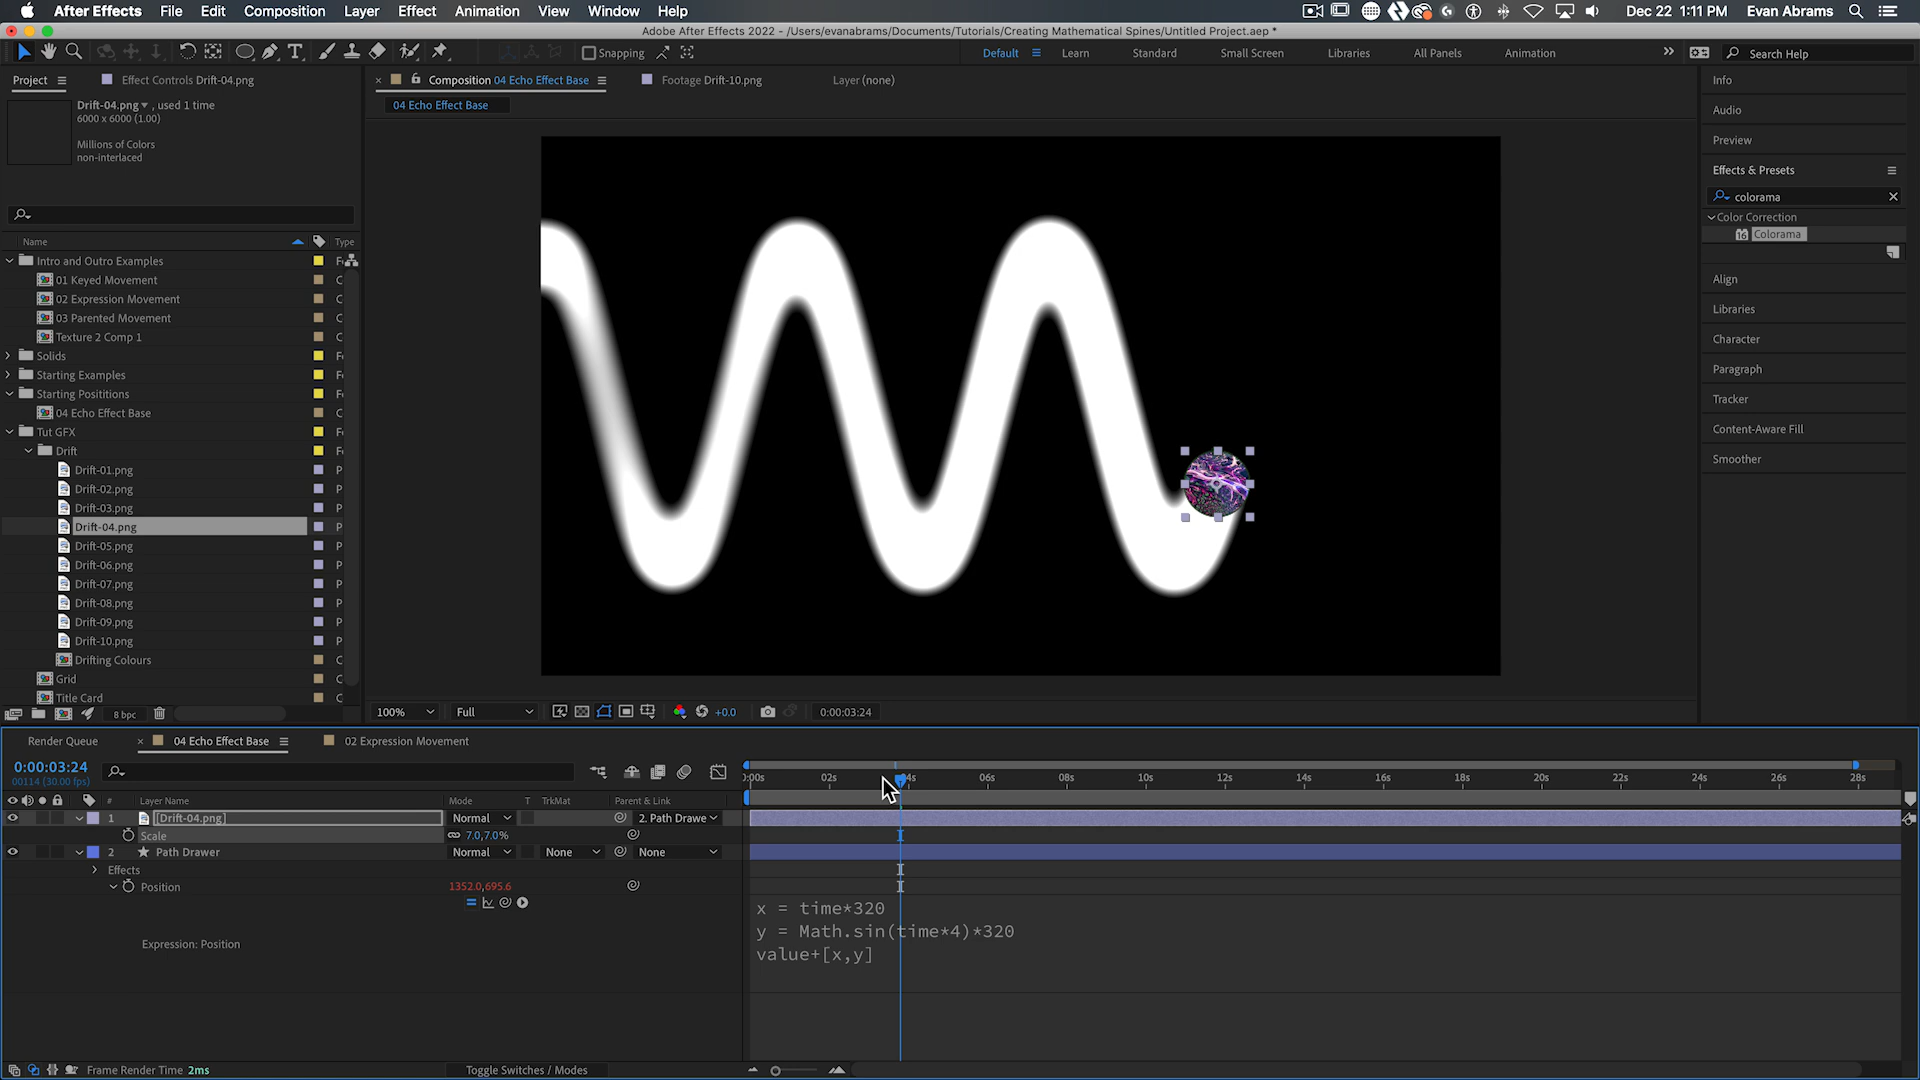 After Effects File Edit Composition Layer Effect Animation View Window Help Dec 22 1:11 PM Evan Abrams
Adobe After Effects 2022 - /Users/evanabrams/Documents/Tutorials/Creating Mathematical Spines/Untitled Project.aep *
Snapping Default Learn Standard Small Screen Libraries All Panels Animation Search Help
Project Effect Controls Drift-04.png Composition 04 Echo Effect Base Footage Drift-10.png Layer (none) Info
04 Echo Effect Base
Drift-04.png , used 1 time
6000 x 6000 (1.00)
Millions of Colors
non-interlaced
Audio
Preview
Effects & Presets
colorama
Color Correction
16 Colorama
Align
Libraries
Character
Paragraph
Tracker
Content-Aware Fill
Smoother
Name Type
Intro and Outro Examples F
01 Keyed Movement C
02 Expression Movement C
03 Parented Movement C
Texture 2 Comp 1 C
Solids F
Starting Examples F
Starting Posititions F
04 Echo Effect Base C
Tut GFX F
Drift F
Drift-01.png P
Drift-02.png P
Drift-03.png P
Drift-04.png P
Drift-05.png P
Drift-06.png P
Drift-07.png P
Drift-08.png P
Drift-09.png P
Drift-10.png P
Drifting Colours C
Grid C
Title Card C
8 bpc 100% Full +0.0 0:00:03:24
Render Queue 04 Echo Effect Base 02 Expression Movement
0:00:03:24
00114 (30.00 fps)
:00s 02s 04s 06s 08s 10s 12s 14s 16s 18s 20s 22s 24s 26s 28s
# Layer Name Mode T TrkMat Parent & Link
1 [Drift-04.png] Normal 2. Path Drawe
Scale 7.0,7.0%
2 Path Drawer Normal None None
Effects
Position 1352.0,695.6
Expression: Position
x = time*320
y = Math.sin(time*4)*320
value+[x,y]
Frame Render Time 2ms Toggle Switches / Modes